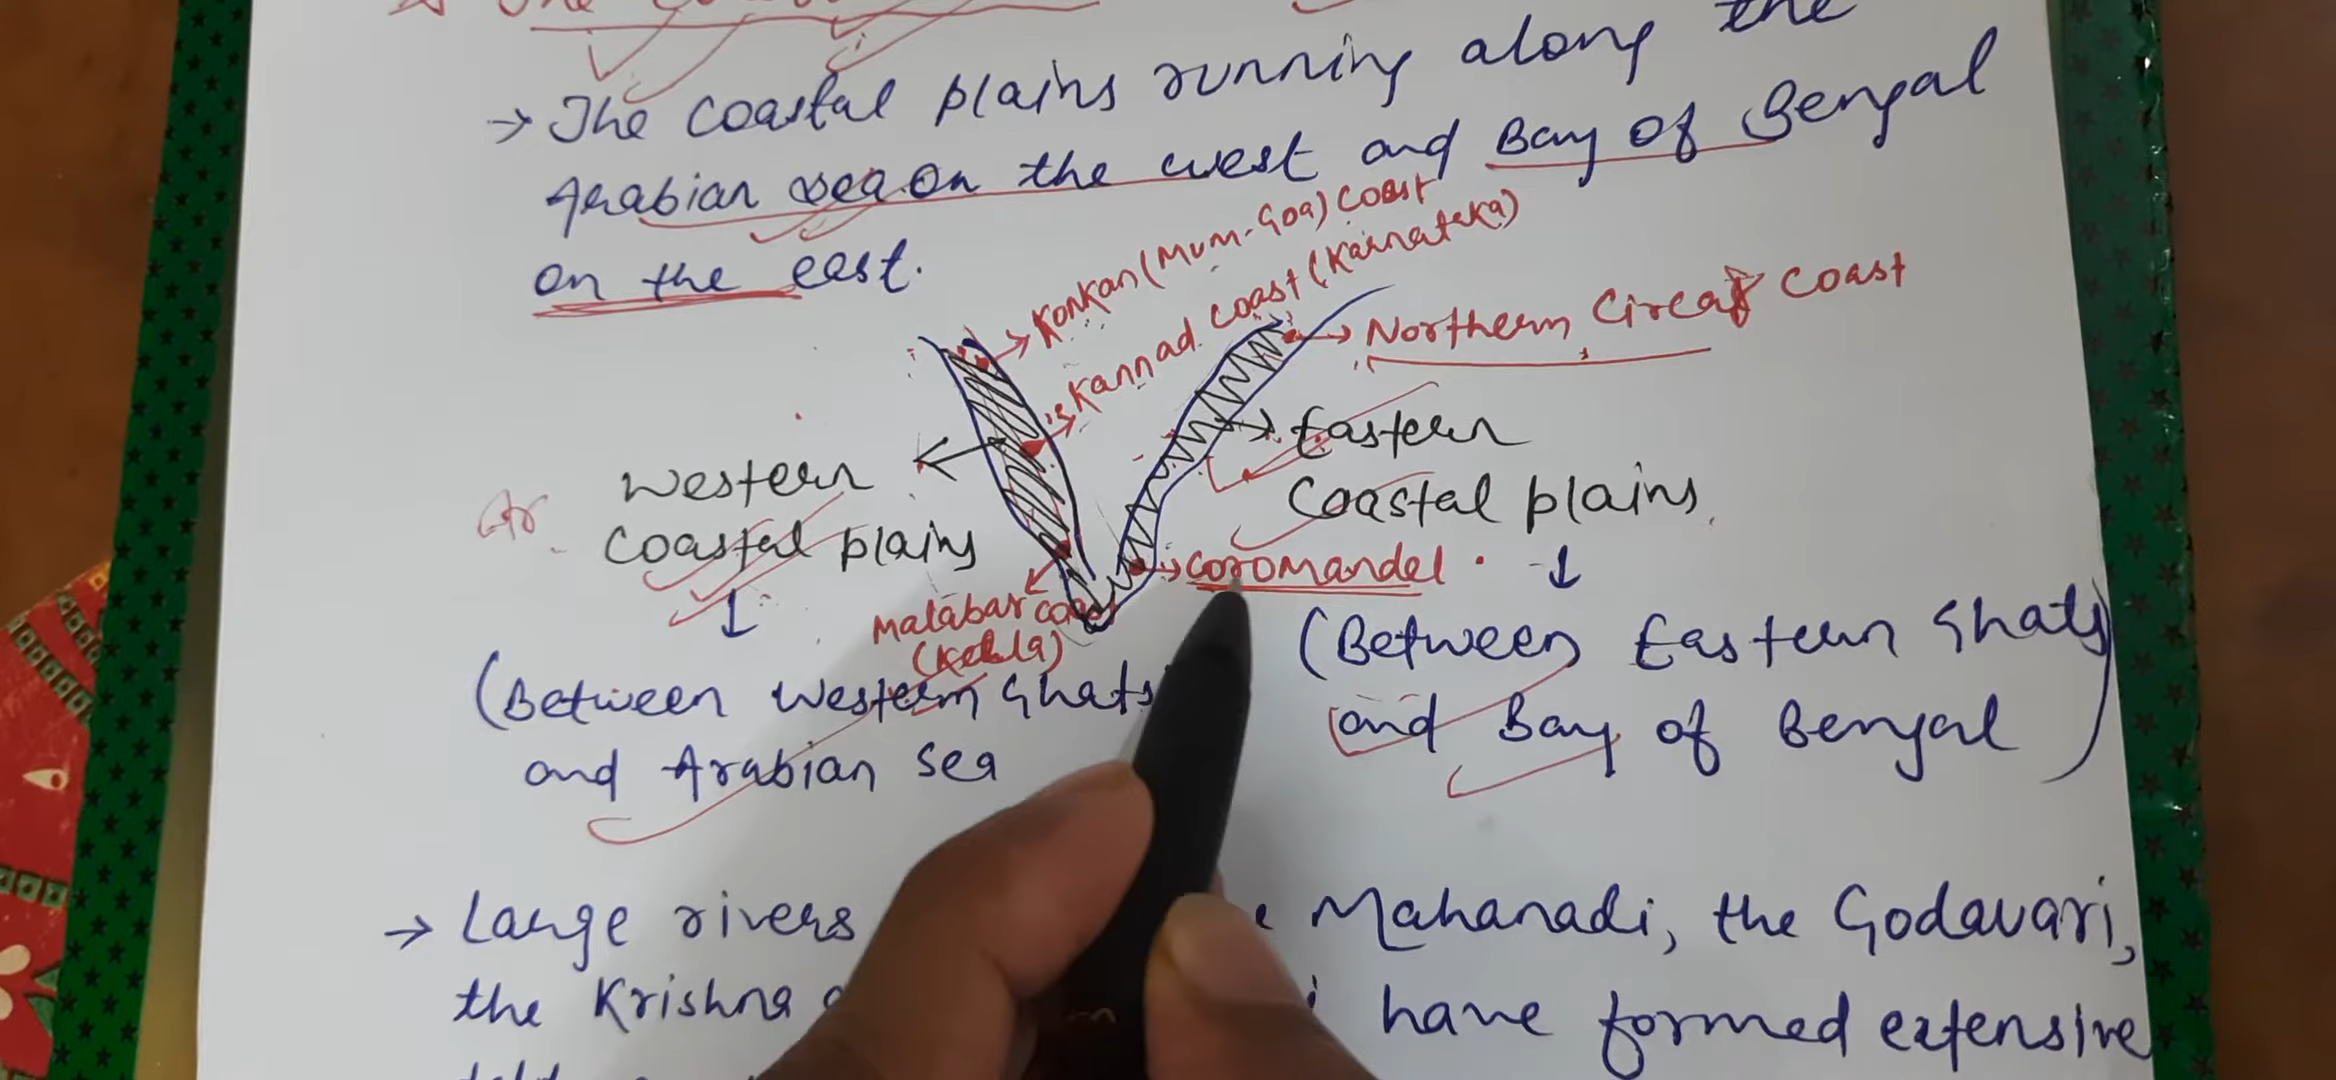 → The coastal plains running along the
Arabian sea on the west and Bay of Bengal
on the east.
→ Konkan (Mum-Goa) coast
→ Kannad coast (Karnataka)
→ Northern Circar coast
→ Eastern
Coastal plains
↓
(Between Eastern Ghats
and Bay of Bengal)
Western
Coastal plains
↓
(Between Western Ghats
and Arabian sea
Malabar
→ Coromandel
→ Large rivers Mahanadi, the Godavari,
the Krishna have formed extensive